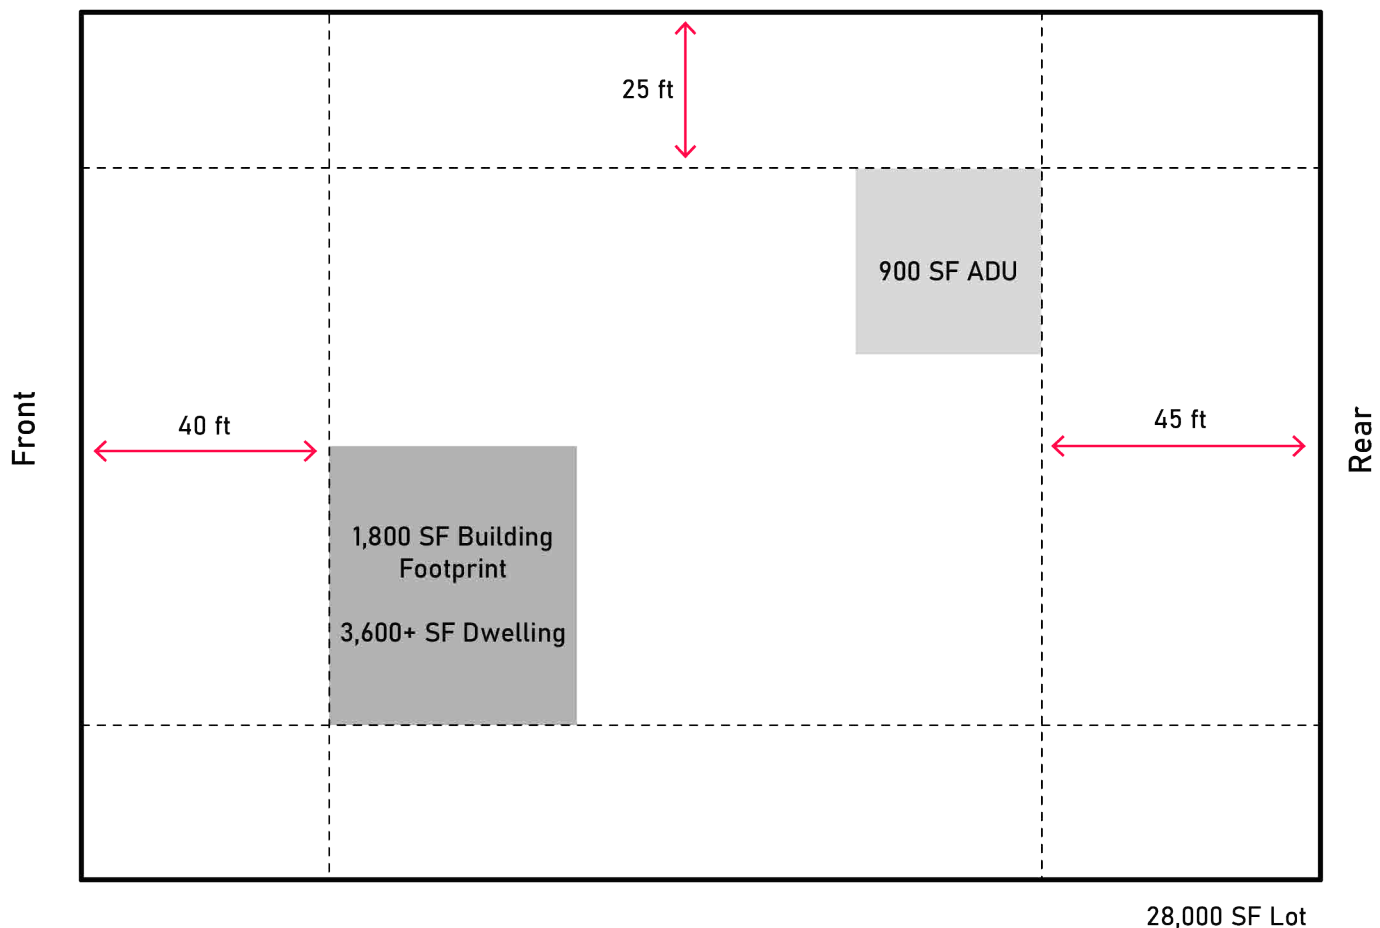 25 ft
900 SF ADU
Front
40 ft
45 ft
Rear
1,800 SF Building
Footprint
3,600+ SF Dwelling
28,000 SF Lot